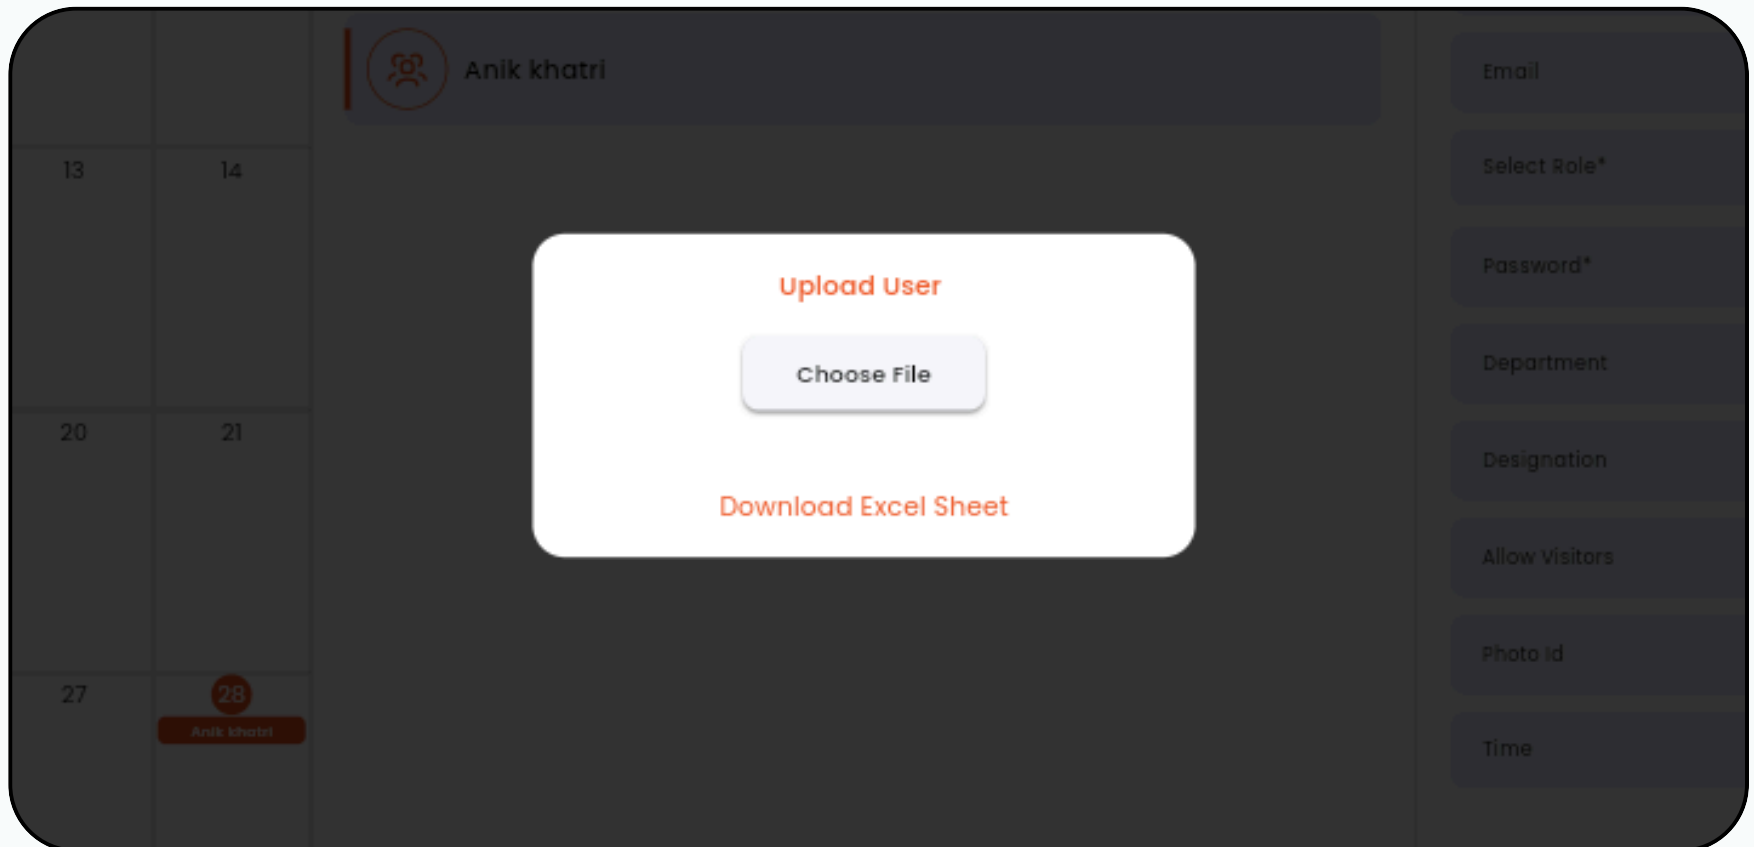 13
14
20
21
27
28
Anik khatri
Anik khatri
Upload User
Choose File
Download Excel Sheet
Email
Select Role*
Password*
Department
Designation
Allow Visitors
Photo Id
Time